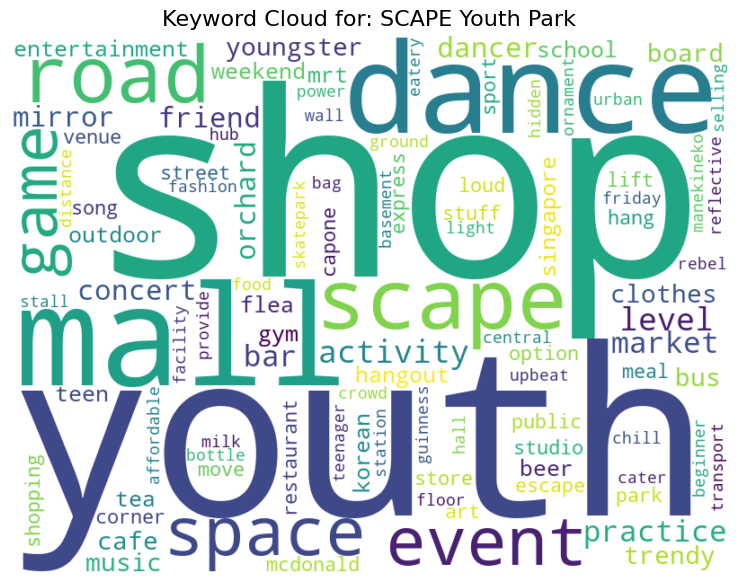 Keyword Cloud for: SCAPE Youth Park
entertainment
youngster
dancer
school
board
road
weekend
mrt
power
eatery
dance
sport
hidden
ornament
urban
selling
mirror
friend
wall
venue
hub
shop
ground
game
distance
street
fashion
orchard
skatepark
bag
basement
express
loud
stuff
light
singapore
lift
friday
hang
manekineko
reflective
song
outdoor
capone
rebel
concert
food
flea
scape
clothes
stall
mall
facility
provide
gym
bar
activity
central
level
market
option
hangout
upbeat
meal
bus
teen
affordable
youth
crowd
milk
bottle
move
restaurant
teenager
korean
station
guinness
hall
public
studio
chill
beginner
transport
shopping
tea
corner
cafe
music
space
store
floor
beer
escape
art
cater
park
event
practice
mcdonald
trendy